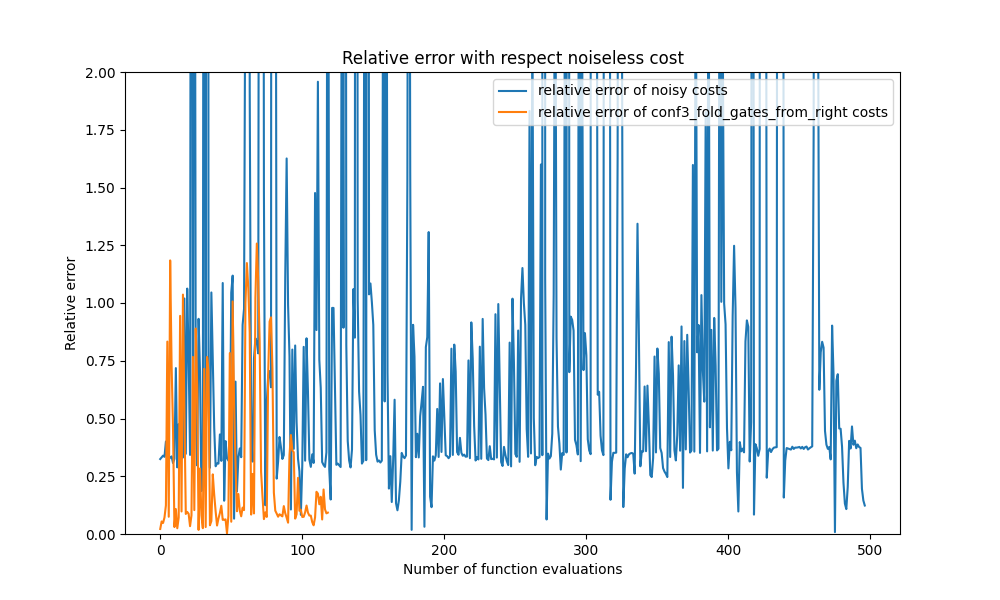 Relative error with respect noiseless cost
relative error of noisy costs
relative error of conf3_fold_gates_from_right costs
2.00
1.75
1.50
1.25
1.00
0.75
0.50
0.25
0.00
Relative error
0 100 200 300 400 500
Number of function evaluations